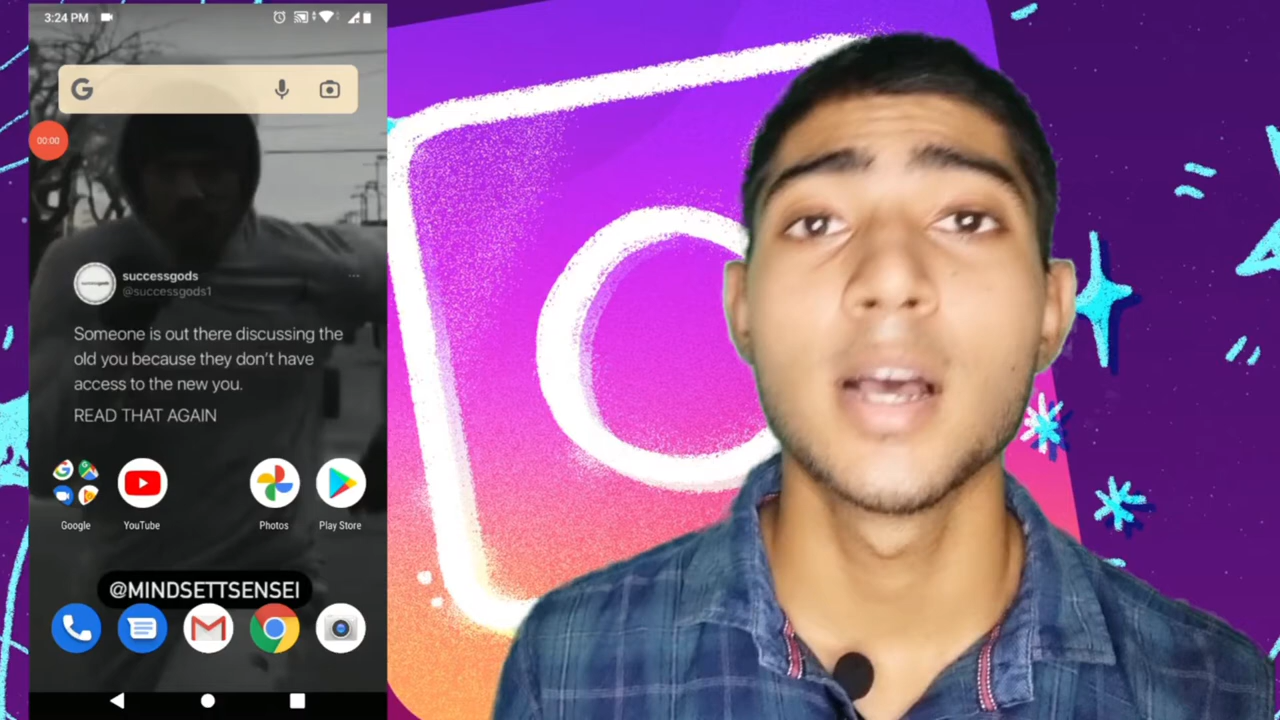 3:24 PM
00:00
successgods
@successgods1
Someone is out there discussing the
old you because they don't have
access to the new you.
READ THAT AGAIN
Google
YouTube
Photos
Play Store
@MINDSETTSENSEI